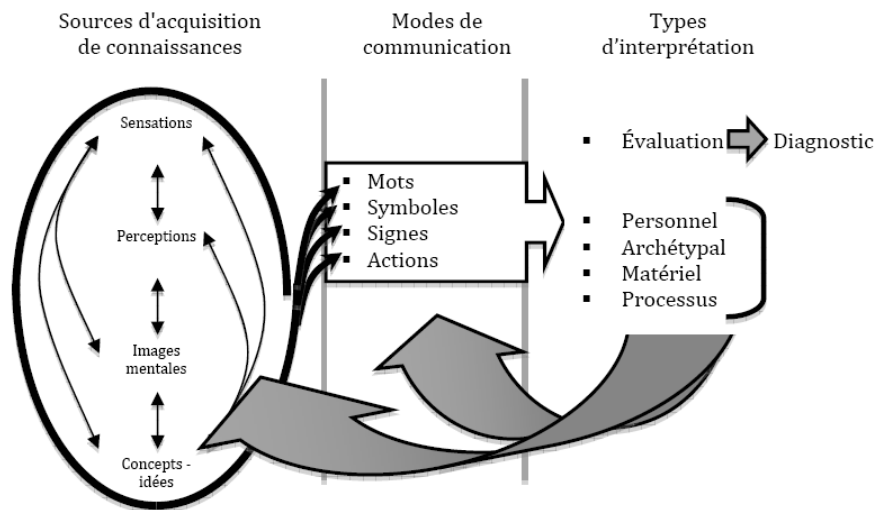 Sources d'acquisition
de connaissances
Modes de
communication
Types
d'interprétation
Sensations
Perceptions
Images
mentales
Concepts -
idées
▪ Mots
▪ Symboles
▪ Signes
▪ Actions
▪ Évaluation
Diagnostic
▪ Personnel
▪ Archétypal
▪ Matériel
▪ Processus